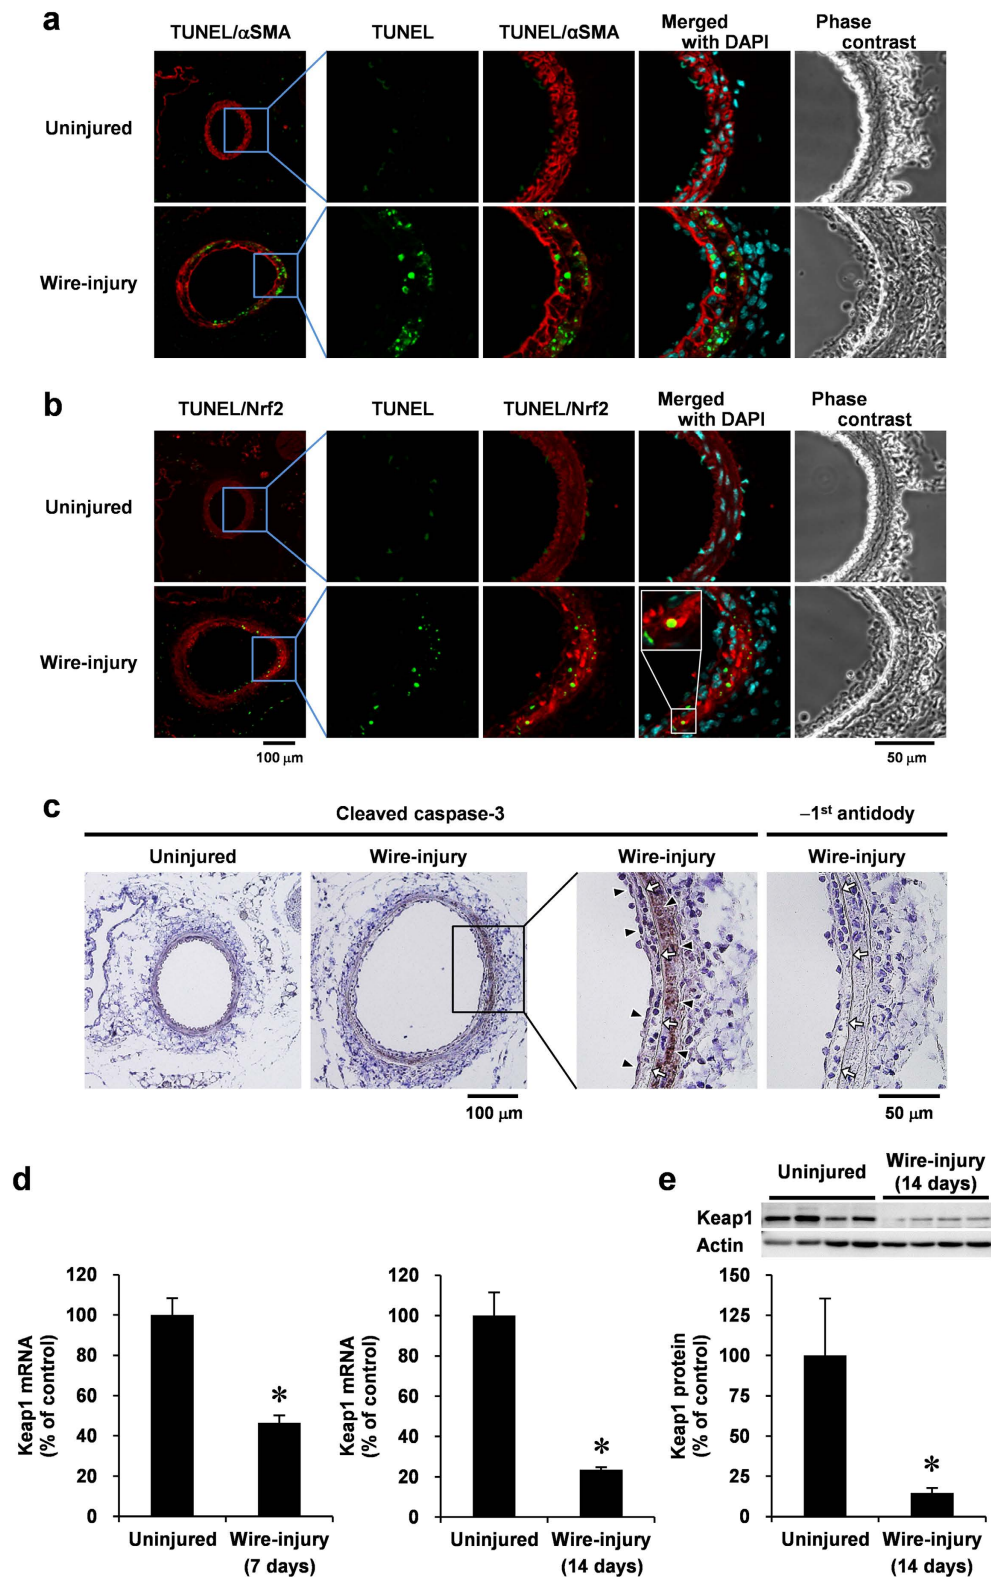 a
TUNEL/αSMA TUNEL TUNEL/αSMA Merged with DAPI Phase contrast
Uninjured
Wire-injury
b
TUNEL/Nrf2 TUNEL TUNEL/Nrf2 Merged with DAPI Phase contrast
Uninjured
Wire-injury
100 μm 50 μm
c
Cleaved caspase-3 –1st antidody
Uninjured Wire-injury Wire-injury Wire-injury
100 μm 50 μm
d
Keap1 mRNA
(% of control)
120
100
80
60
40
20
0
*
Uninjured Wire-injury
(7 days)
Keap1 mRNA
(% of control)
120
100
80
60
40
20
0
*
Uninjured Wire-injury
(14 days)
e
Uninjured Wire-injury
(14 days)
Keap1
Actin
Keap1 protein
(% of control)
150
125
100
75
50
25
0
*
Uninjured Wire-injury
(14 days)